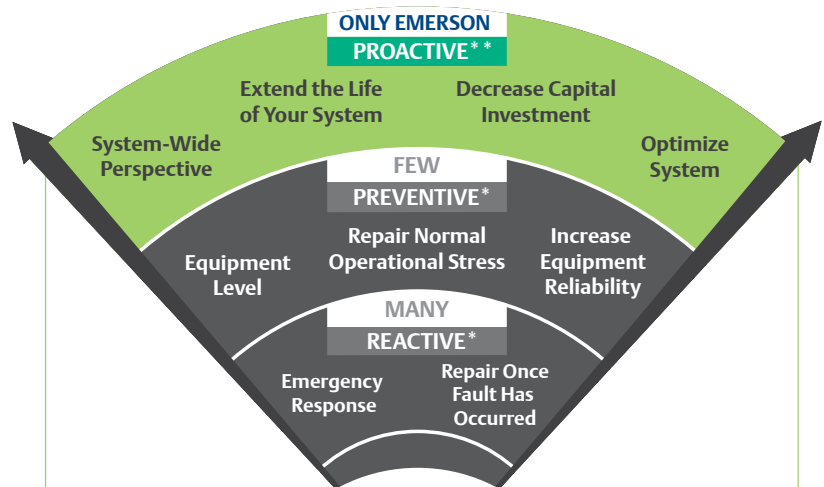 ONLY EMERSON
PROACTIVE**
Extend the Life
of Your System
Decrease Capital
Investment
System-Wide
Perspective
Optimize
System
FEW
PREVENTIVE*
Equipment
Level
Repair Normal
Operational Stress
Increase
Equipment
Reliability
MANY
REACTIVE*
Emergency
Response
Repair Once
Fault Has
Occurred